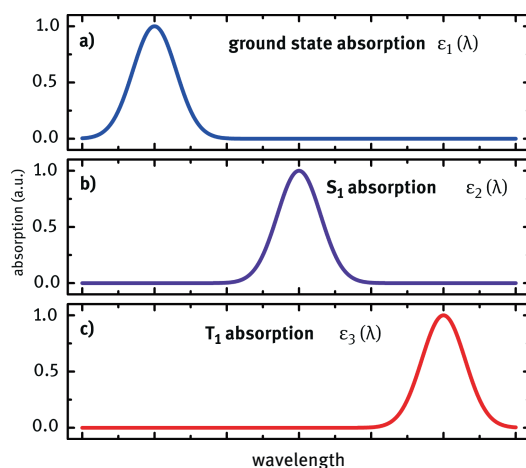 a) ground state absorption ε₁(λ)
1.0
0.5
0.0
b) S₁ absorption ε₂(λ)
1.0
0.5
0.0
c) T₁ absorption ε₃(λ)
1.0
0.5
0.0
absorption (a.u.)
wavelength